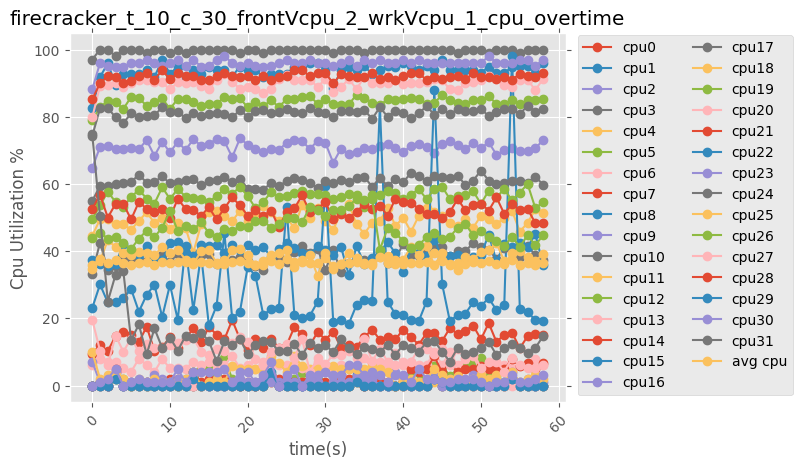 firecracker_t_10_c_30_frontVcpu_2_wrkVcpu_1_cpu_overtime
100
80
60
40
20
0
Cpu Utilization %
0
10
20
30
40
50
60
time(s)
cpu0
cpu1
cpu2
cpu3
cpu4
cpu5
cpu6
cpu7
cpu8
cpu9
cpu10
cpu11
cpu12
cpu13
cpu14
cpu15
cpu16
cpu17
cpu18
cpu19
cpu20
cpu21
cpu22
cpu23
cpu24
cpu25
cpu26
cpu27
cpu28
cpu29
cpu30
cpu31
avg cpu